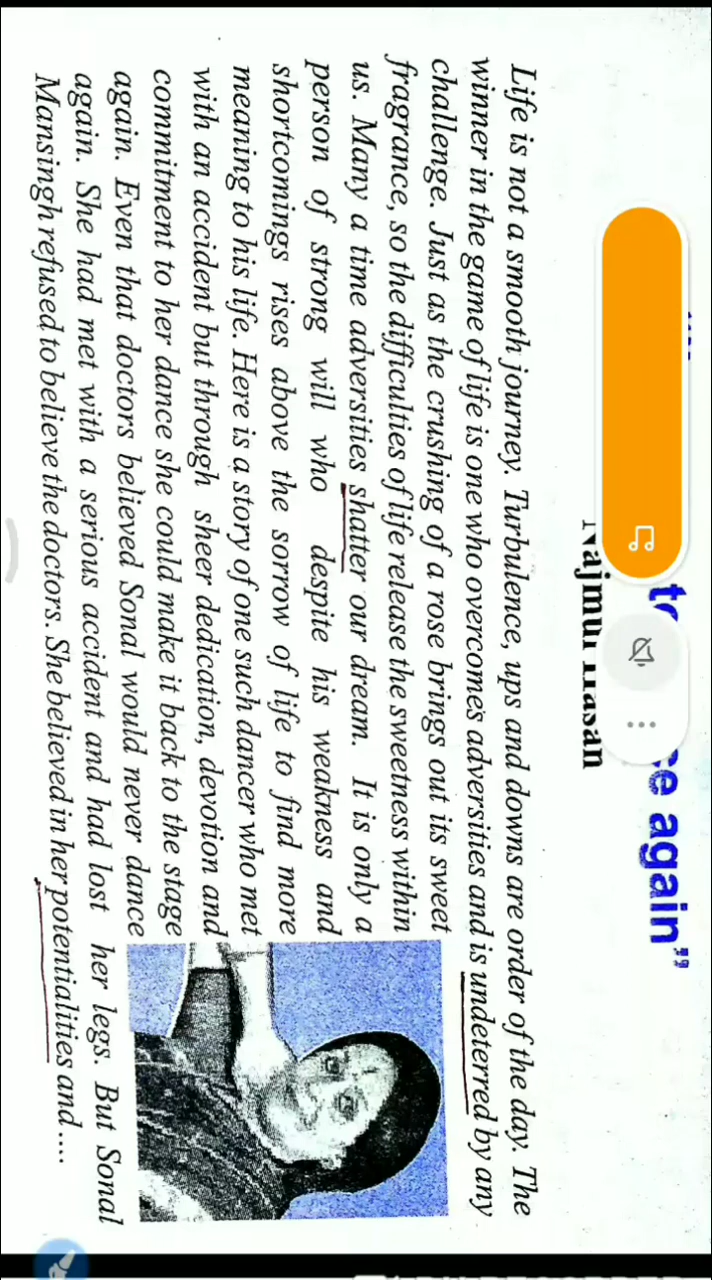 ce again"
Hasan
Life is not a smooth journey. Turbulence, ups and downs are order of the day. The
winner in the game of life is one who overcomes adversities and is undeterred by any
challenge. Just as the crushing of a rose brings out its sweet
fragrance, so the difficulties of life release the sweetness within
us. Many a time adversities shatter our dream. It is only a
person of strong will who despite his weakness and
shortcomings rises above the sorrow of life to find more
meaning to his life. Here is a story of one such dancer who met
with an accident but through sheer dedication, devotion and
commitment to her dance she could make it back to the stage
again. Even that doctors believed Sonal would never dance
again. She had met with a serious accident and had lost her legs. But Sonal
Mansingh refused to believe the doctors. She believed in her potentialities and ....